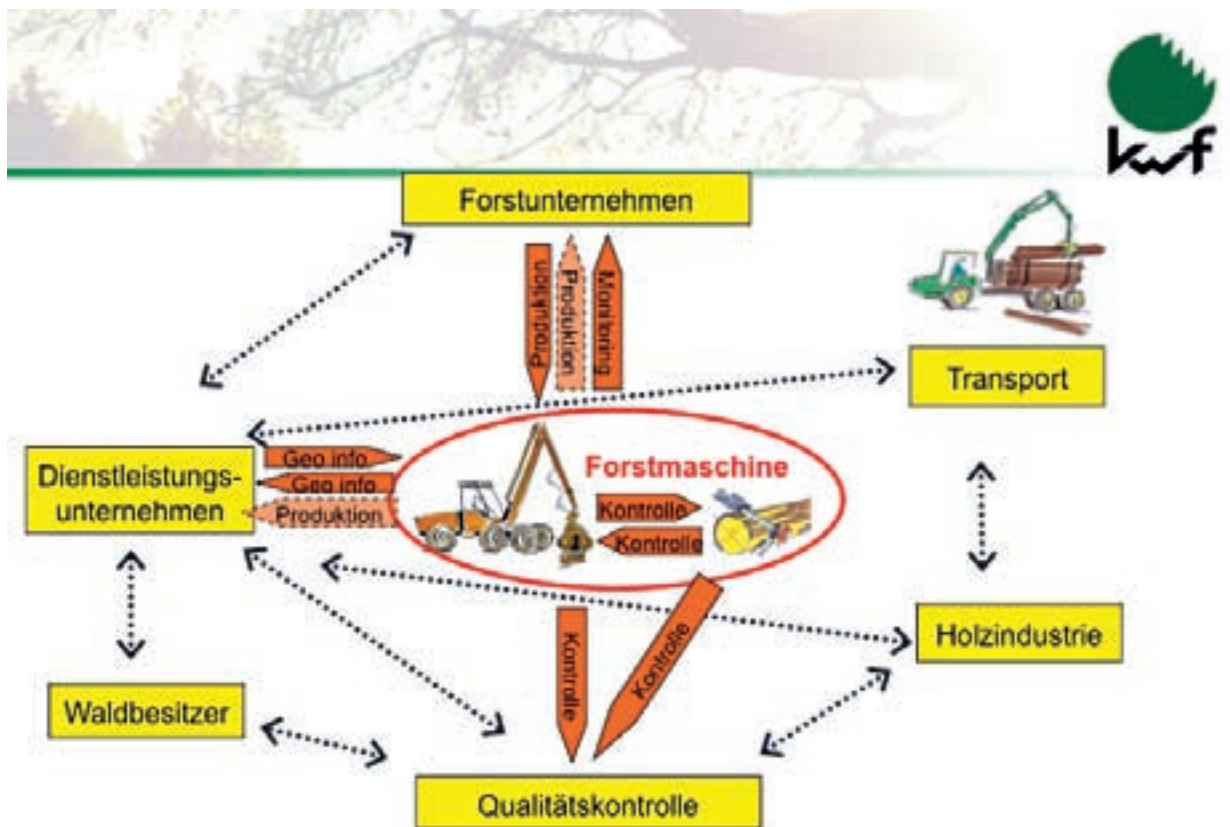 kwf
Forstunternehmen
Produktion
Produktion
Monitoring
Transport
Geo info
Geo info
Produktion
Dienstleistungs-
unternehmen
Forstmaschine
Kontrolle
Kontrolle
Kontrolle
Kontrolle
Holzindustrie
Waldbesitzer
Qualitätskontrolle